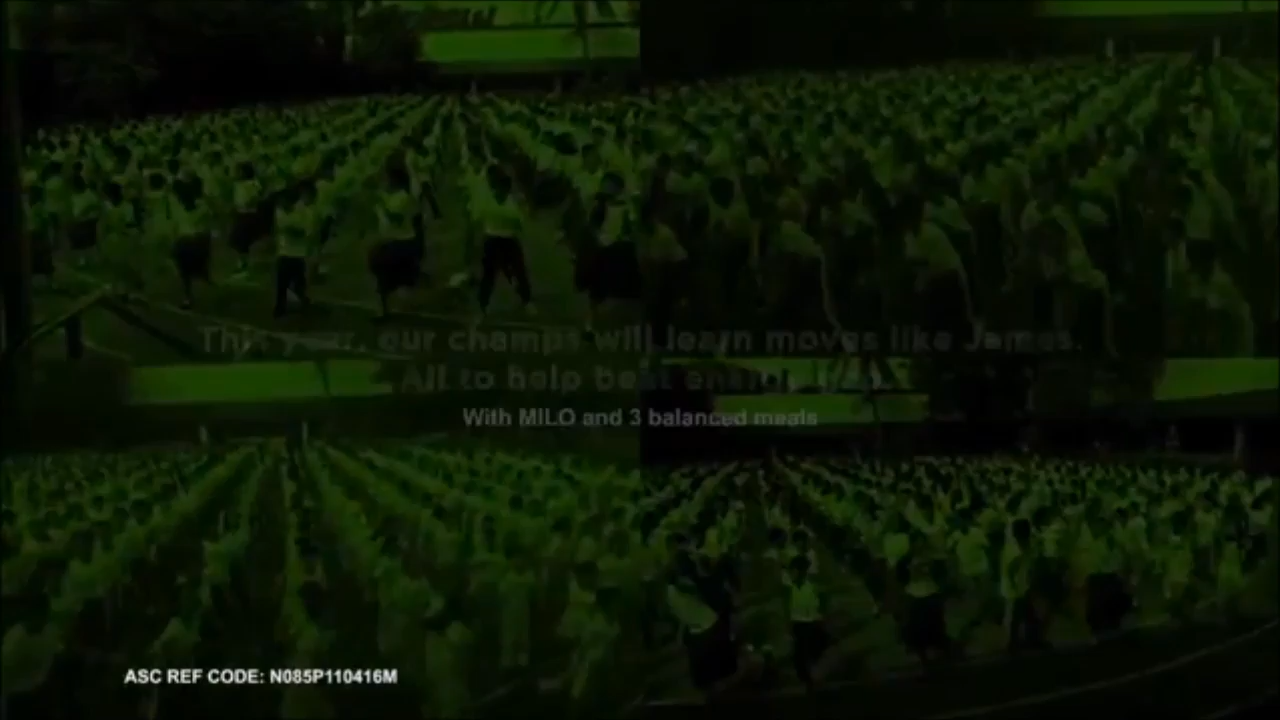 This year, our champs will learn moves like James.
All to help beat energy
With MILO and 3 balanced meals
ASC REF CODE: N085P110416M